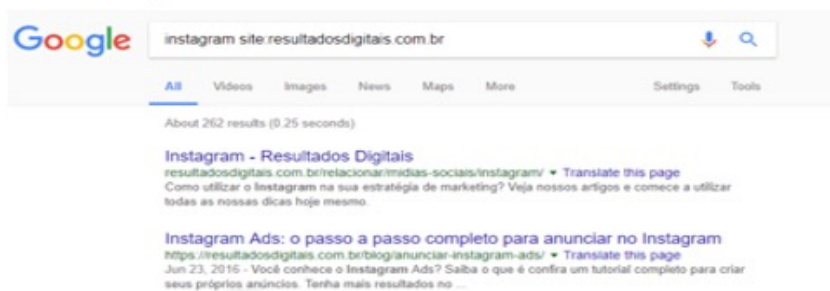 Google
instagram site:resultadosdigitais.com.br
All Videos Images News Maps More Settings Tools
About 262 results (0.25 seconds)
Instagram - Resultados Digitais
resultadosdigitais.com.br/relacionar/midias-sociais/instagram/ ▾ Translate this page
Como utilizar o Instagram na sua estratégia de marketing? Veja nossos artigos e comece a utilizar
todas as nossas dicas hoje mesmo.
Instagram Ads: o passo a passo completo para anunciar no Instagram
https://resultadosdigitais.com.br/blog/anunciar-instagram-ads/ ▾ Translate this page
Jun 23, 2016 - Você conhece o Instagram Ads? Saiba o que é confira um tutorial completo para criar
seus próprios anúncios. Tenha mais resultados no ...